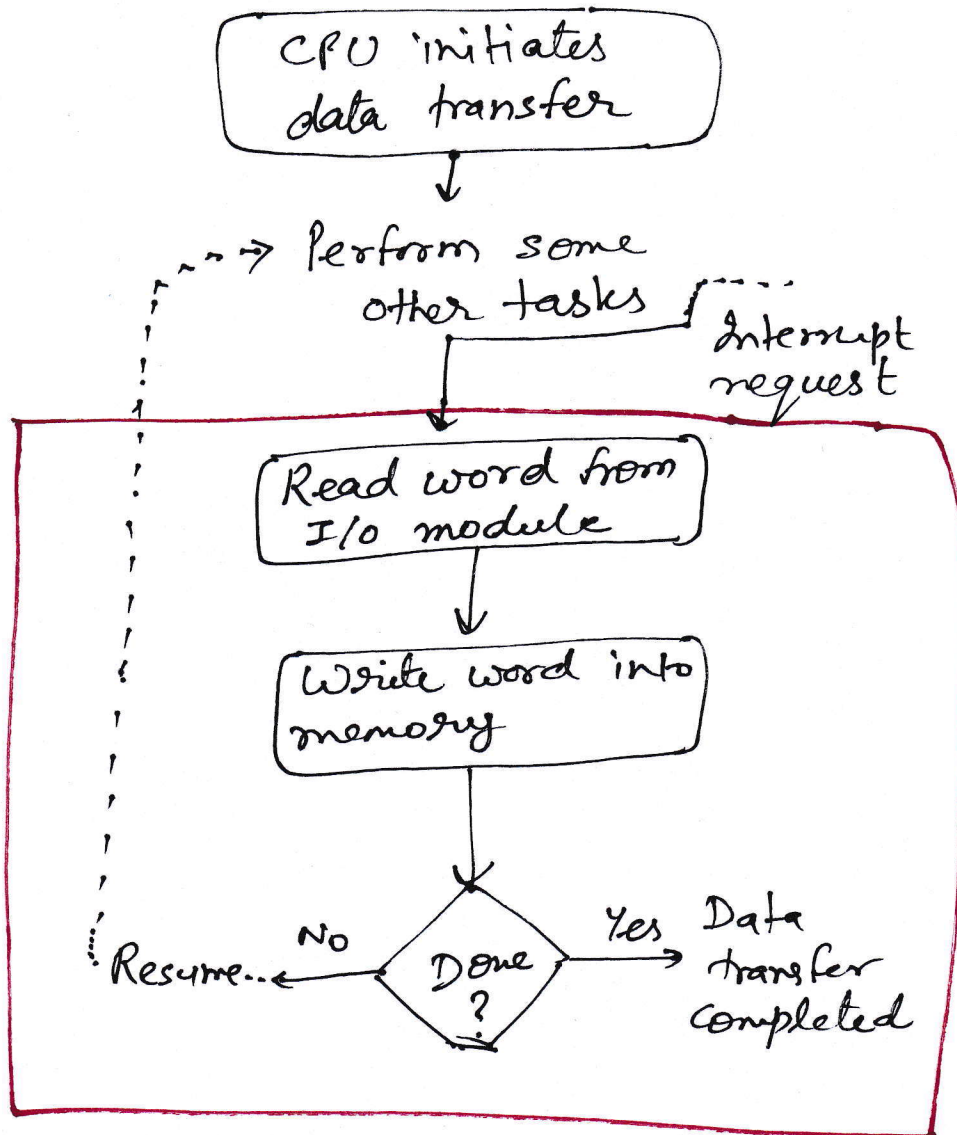 CPU initiates
data transfer
Perform some
other tasks
Interrupt
request
Read word from
I/O module
Write word into
memory
Done
?
No
Resume..
Yes
Data
transfer
completed